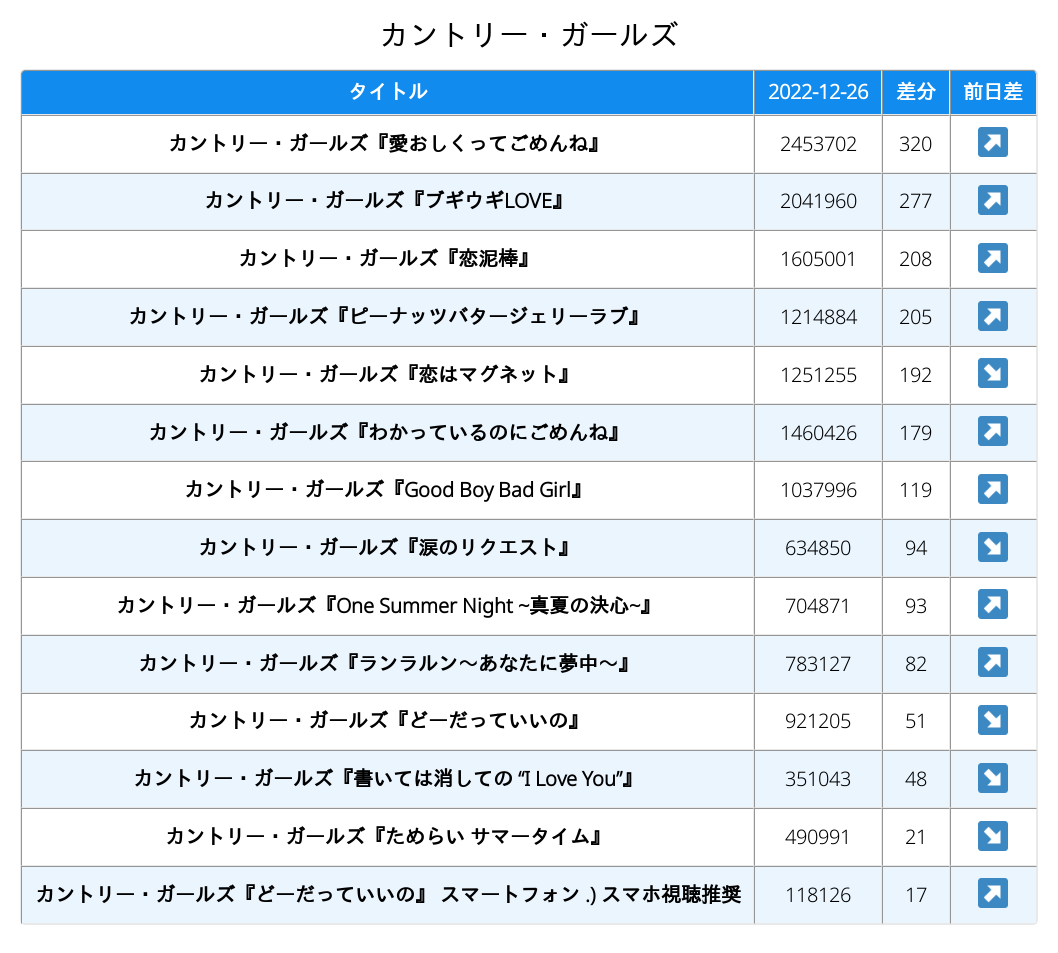 カントリー・ガールズ
タイトル 2022-12-26 差分 前日差
カントリー・ガールズ『愛おしくってごめんね』 2453702 320 ↗
カントリー・ガールズ『ブギウギLOVE』 2041960 277 ↗
カントリー・ガールズ『恋泥棒』 1605001 208 ↗
カントリー・ガールズ『ピーナッツバタージェリーラブ』 1214884 205 ↗
カントリー・ガールズ『恋はマグネット』 1251255 192 ↘
カントリー・ガールズ『わかっているのにごめんね』 1460426 179 ↗
カントリー・ガールズ『Good Boy Bad Girl』 1037996 119 ↗
カントリー・ガールズ『涙のリクエスト』 634850 94 ↘
カントリー・ガールズ『One Summer Night ~真夏の決心~』 704871 93 ↗
カントリー・ガールズ『ランラルン〜あなたに夢中〜』 783127 82 ↗
カントリー・ガールズ『どーだっていいの』 921205 51 ↘
カントリー・ガールズ『書いては消しての “I Love You”』 351043 48 ↘
カントリー・ガールズ『ためらい サマータイム』 490991 21 ↘
カントリー・ガールズ『どーだっていいの』 スマートフォン .) スマホ視聴推奨 118126 17 ↗